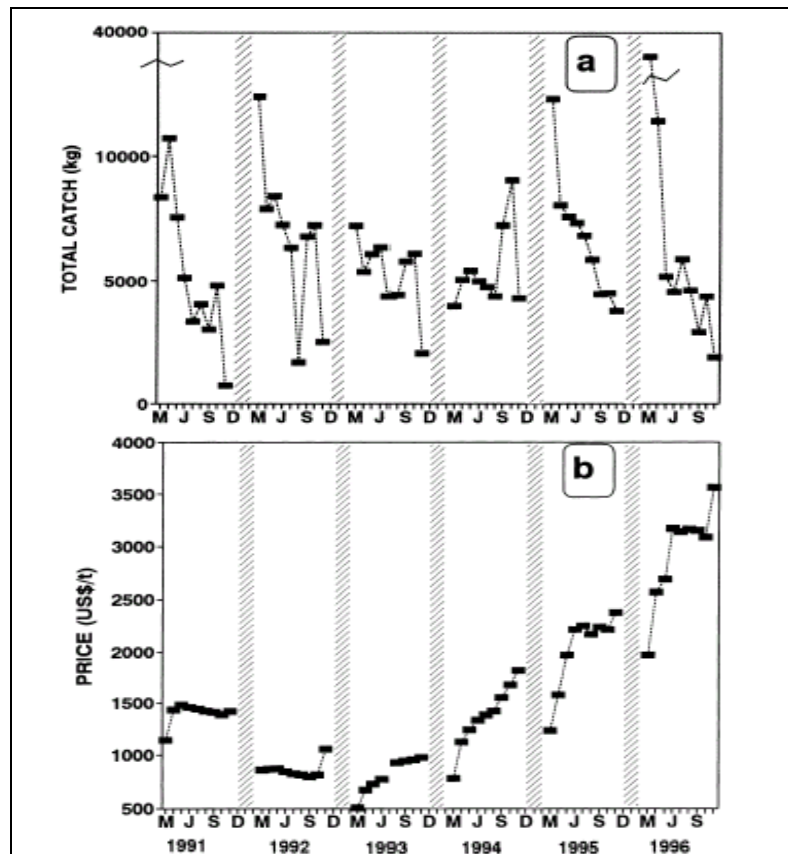 40000
a
10000
TOTAL CATCH (kg)
5000
0
M J S D M J S D M J S D M J S D M J S D M J S
4000
b
3500
3000
2500
PRICE (US$/t)
2000
1500
1000
500
M J S D M J S D M J S D M J S D M J S D M J S
1991 1992 1993 1994 1995 1996